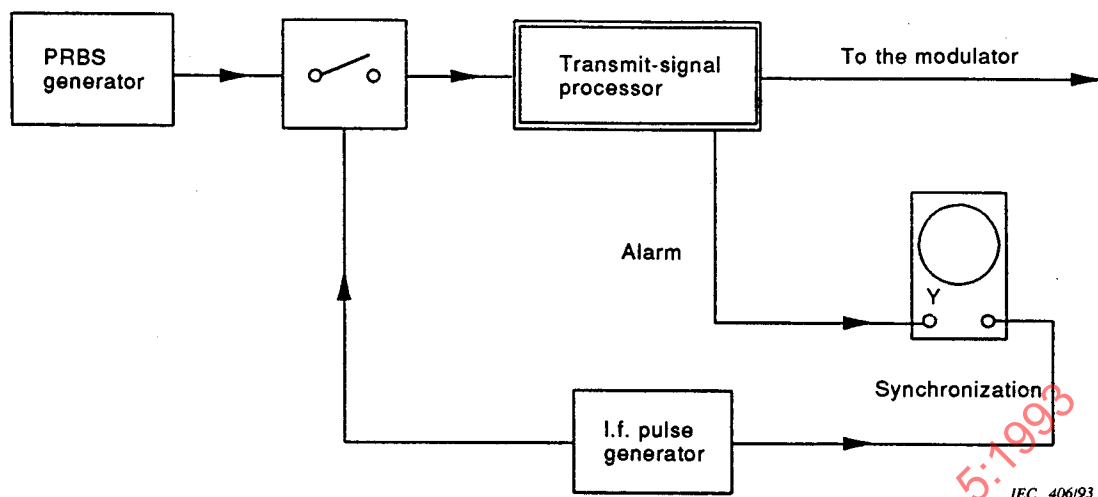 PRBS
generator
Transmit-signal
processor
To the modulator
Alarm
Y
Synchronization
I.f. pulse
generator
5:1993
IEC 406/93